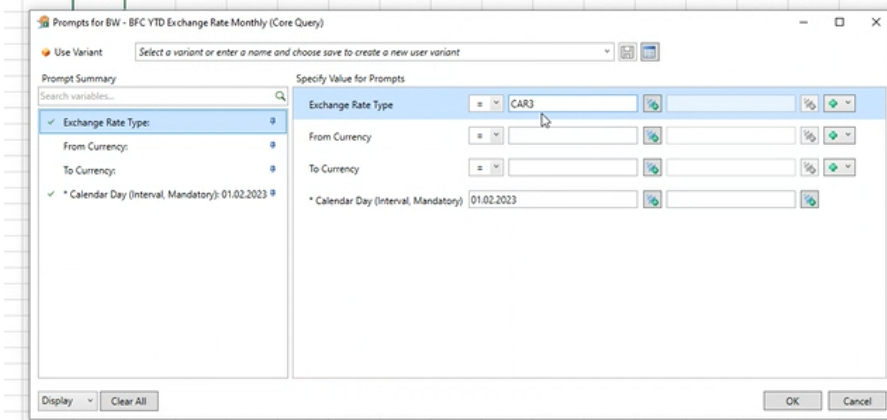 Prompts for BW - BFC YTD Exchange Rate Monthly (Core Query)
Use Variant Select a variant or enter a name and choose save to create a new user variant
Prompt Summary
Search variables...
Exchange Rate Type:
From Currency:
To Currency:
* Calendar Day (Interval, Mandatory): 01.02.2023
Specify Value for Prompts
Exchange Rate Type = CAR3
From Currency =
To Currency =
* Calendar Day (Interval, Mandatory) 01.02.2023
Display Clear All OK Cancel